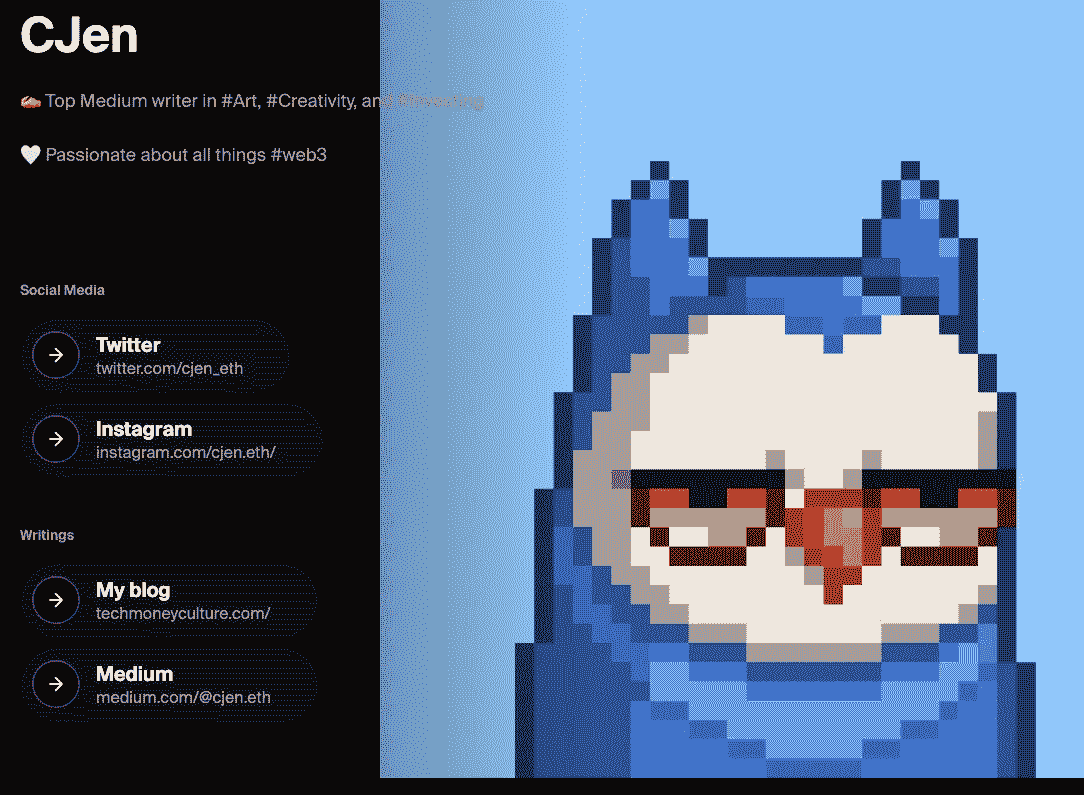 CJen
Top Medium writer in #Art, #Creativity, and
🤍 Passionate about all things #web3
Social Media
→ Twitter
twitter.com/cjen_eth
→ Instagram
instagram.com/cjen.eth/
Writings
→ My blog
techmoneyculture.com/
→ Medium
medium.com/@cjen.eth